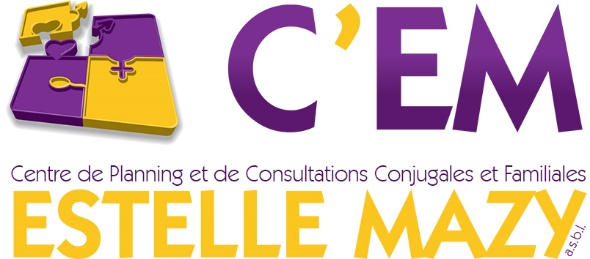 C'EM
Centre de Planning et de Consultations Conjugales et Familiales
ESTELLE MAZY
a.s.b.l.